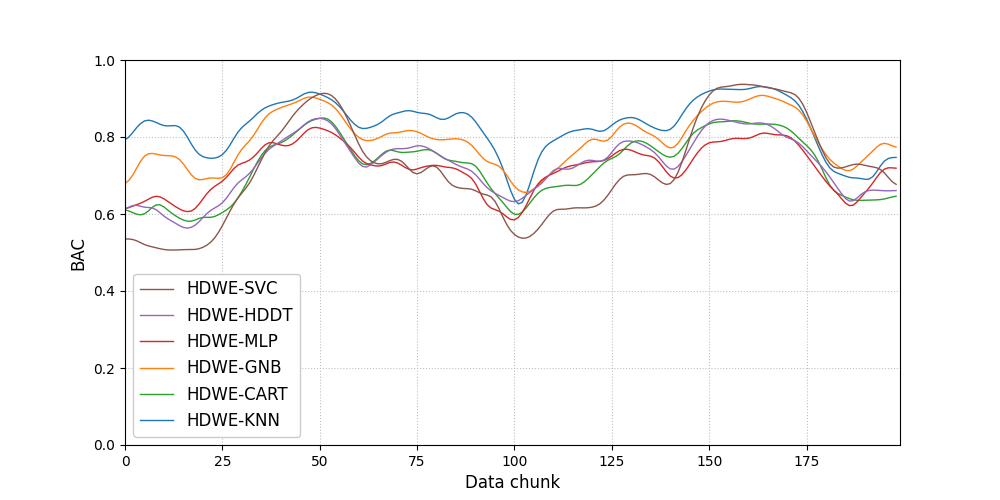 1.0
0.8
0.6
0.4
0.2
0.0
BAC
HDWE-SVC
HDWE-HDDT
HDWE-MLP
HDWE-GNB
HDWE-CART
HDWE-KNN
0 25 50 75 100 125 150 175
Data chunk